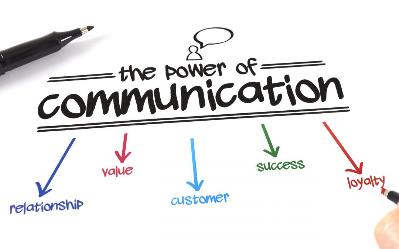 the power of
communication
relationship
value
customer
success
loyalty